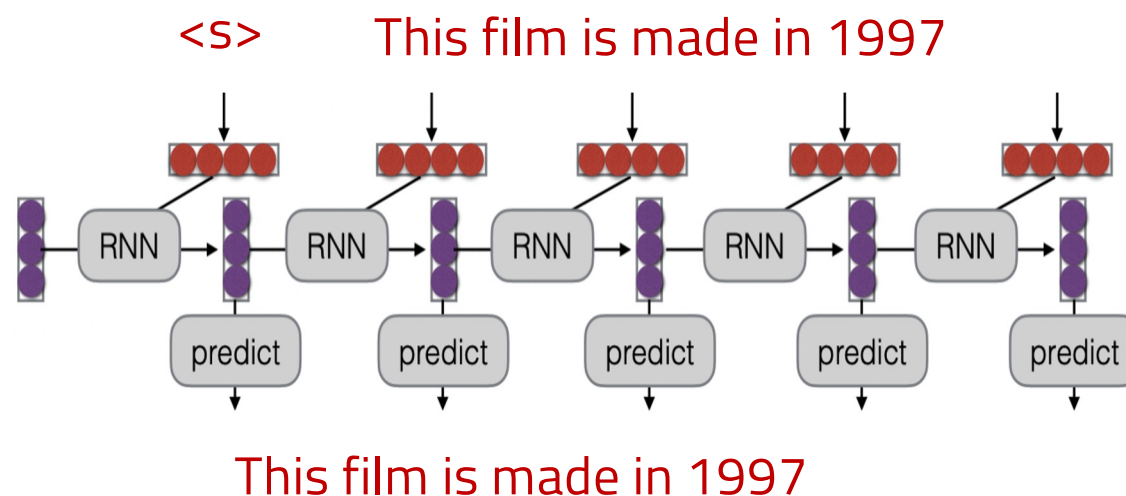 <s> This film is made in 1997
RNN RNN RNN RNN RNN
predict predict predict predict predict
This film is made in 1997